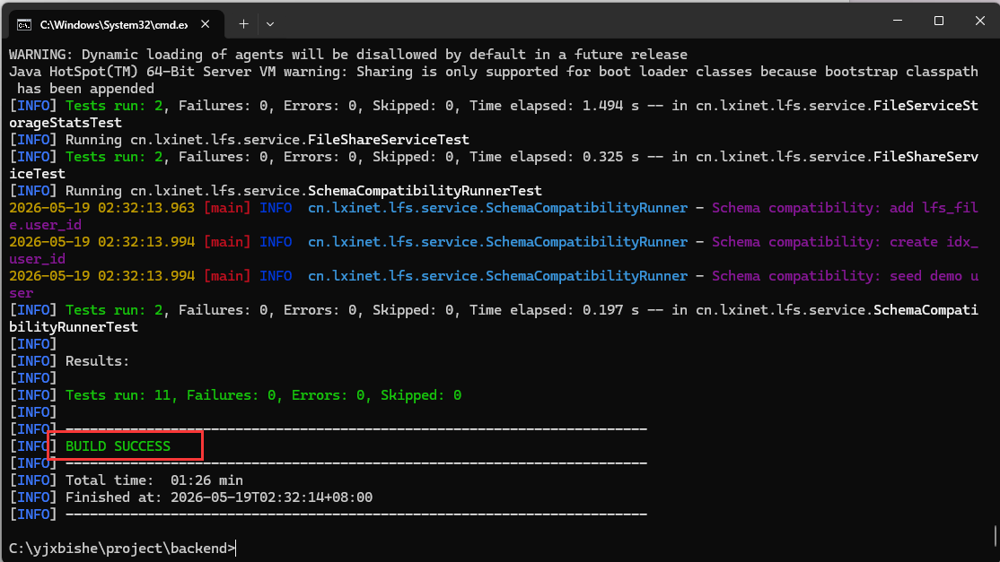 C:\Windows\System32\cmd.ex
WARNING: Dynamic loading of agents will be disallowed by default in a future release
Java HotSpot(TM) 64-Bit Server VM warning: Sharing is only supported for boot loader classes because bootstrap classpath
 has been appended
[INFO] Tests run: 2, Failures: 0, Errors: 0, Skipped: 0, Time elapsed: 1.494 s -- in cn.lxinet.lfs.service.FileServiceSt
orageStatsTest
[INFO] Running cn.lxinet.lfs.service.FileShareServiceTest
[INFO] Tests run: 2, Failures: 0, Errors: 0, Skipped: 0, Time elapsed: 0.325 s -- in cn.lxinet.lfs.service.FileShareServ
iceTest
[INFO] Running cn.lxinet.lfs.service.SchemaCompatibilityRunnerTest
2026-05-19 02:32:13.963 [main] INFO  cn.lxinet.lfs.service.SchemaCompatibilityRunner - Schema compatibility: add lfs_fil
e.user_id
2026-05-19 02:32:13.994 [main] INFO  cn.lxinet.lfs.service.SchemaCompatibilityRunner - Schema compatibility: create idx_
user_id
2026-05-19 02:32:13.994 [main] INFO  cn.lxinet.lfs.service.SchemaCompatibilityRunner - Schema compatibility: seed demo u
ser
[INFO] Tests run: 2, Failures: 0, Errors: 0, Skipped: 0, Time elapsed: 0.197 s -- in cn.lxinet.lfs.service.SchemaCompati
bilityRunnerTest
[INFO]
[INFO] Results:
[INFO]
[INFO] Tests run: 11, Failures: 0, Errors: 0, Skipped: 0
[INFO]
[INFO] ------------------------------------------------------------------------
[INFO] BUILD SUCCESS
[INFO] ------------------------------------------------------------------------
[INFO] Total time:  01:26 min
[INFO] Finished at: 2026-05-19T02:32:14+08:00
[INFO] ------------------------------------------------------------------------
C:\yjxbishe\project\backend>